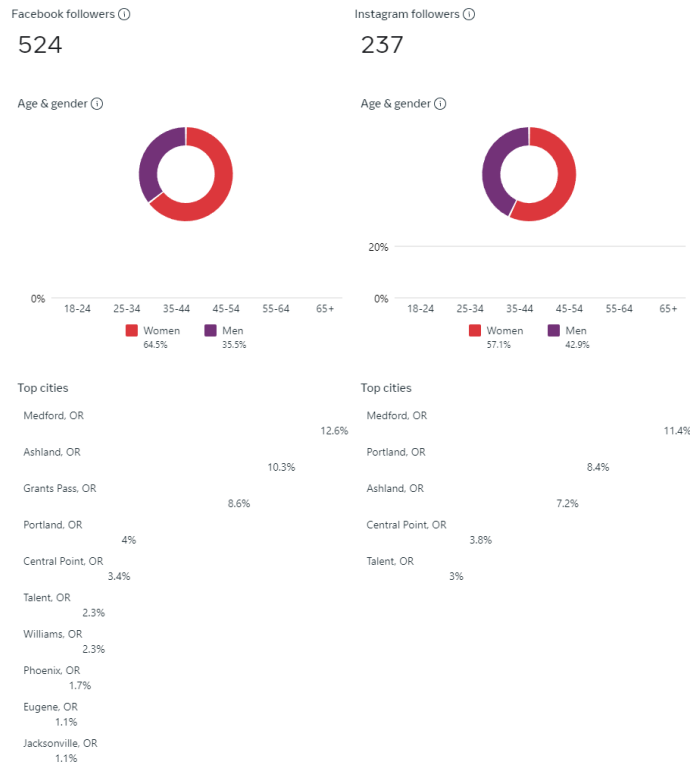 Facebook followers
524
Age & gender
0%
18-24 25-34 35-44 45-54 55-64 65+
Women Men
64.5% 35.5%
Top cities
Medford, OR
12.6%
Ashland, OR
10.3%
Grants Pass, OR
8.6%
Portland, OR
4%
Central Point, OR
3.4%
Talent, OR
2.3%
Williams, OR
2.3%
Phoenix, OR
1.7%
Eugene, OR
1.1%
Jacksonville, OR
1.1%
Instagram followers
237
Age & gender
20%
0%
18-24 25-34 35-44 45-54 55-64 65+
Women Men
57.1% 42.9%
Top cities
Medford, OR
11.4%
Portland, OR
8.4%
Ashland, OR
7.2%
Central Point, OR
3.8%
Talent, OR
3%